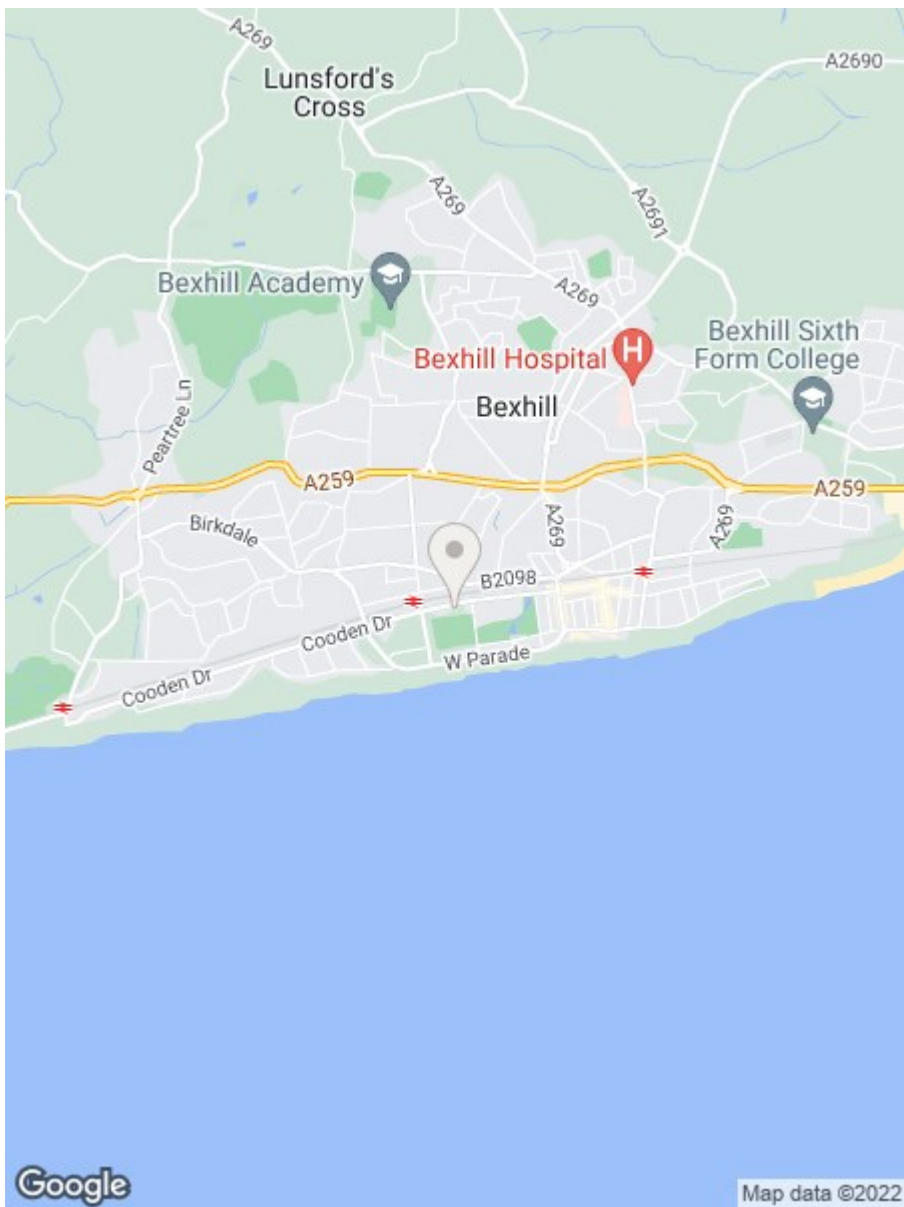 A269
A2690
Lunsford's
Cross
A269
A2691
Bexhill Academy
A269
Bexhill Sixth
Form College
Bexhill Hospital
H
Bexhill
Peartree Ln
A259
A259
Birkdale
A269
A269
B2098
Cooden Dr
W Parade
Cooden Dr
Google
Map data ©2022